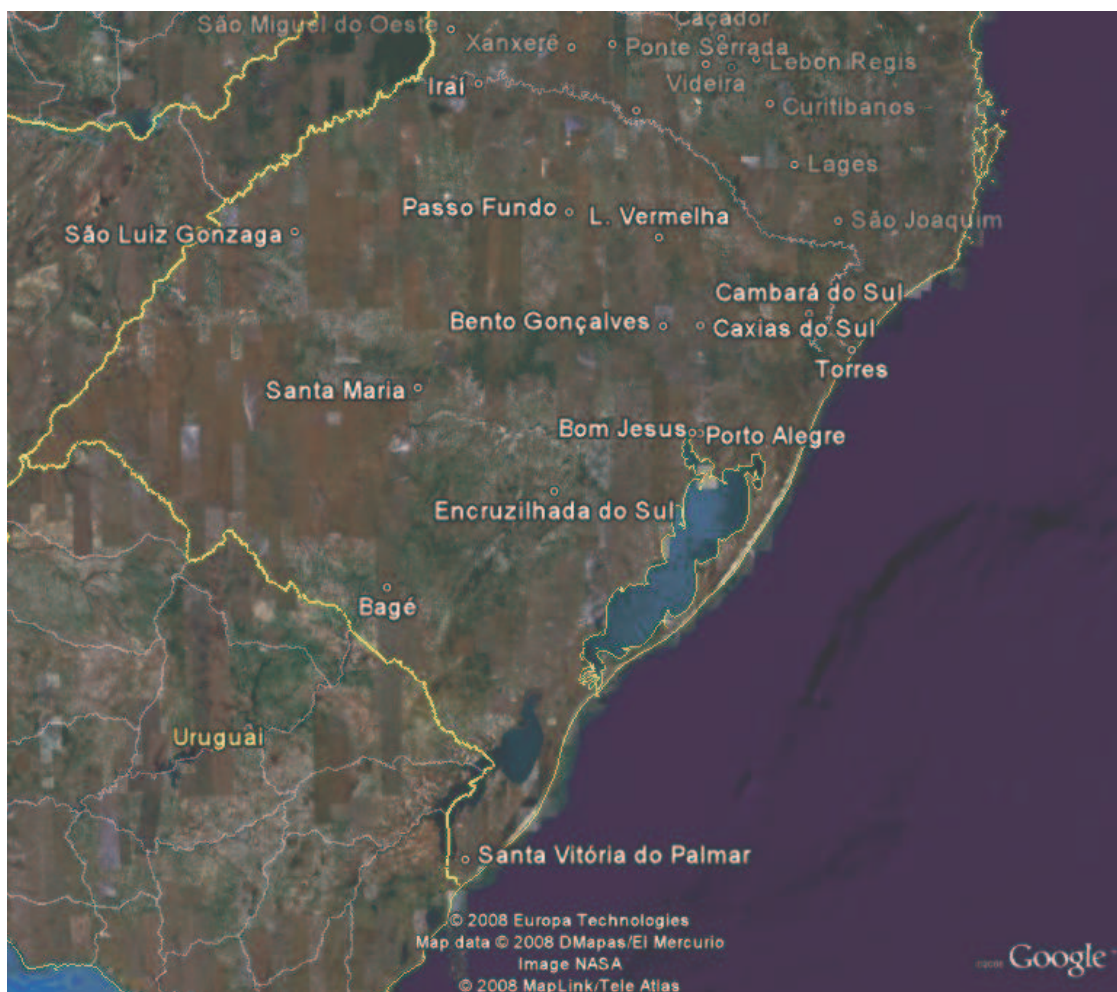 Caçador
São Miguel do Oeste
Xanxerê
Ponte Serrada
Lebon Regis
Videira
Iraí
Curitibanos
Lages
Passo Fundo
L. Vermelha
São Joaquim
São Luiz Gonzaga
Cambará do Sul
Bento Gonçalves
Caxias do Sul
Torres
Santa Maria
Bom Jesus
Porto Alegre
Encruzilhada do Sul
Bagé
Uruguai
Santa Vitória do Palmar
© 2008 Europa Technologies
Map data © 2008 DMapas/El Mercurio
Image NASA
© 2008 MapLink/Tele Atlas
Google